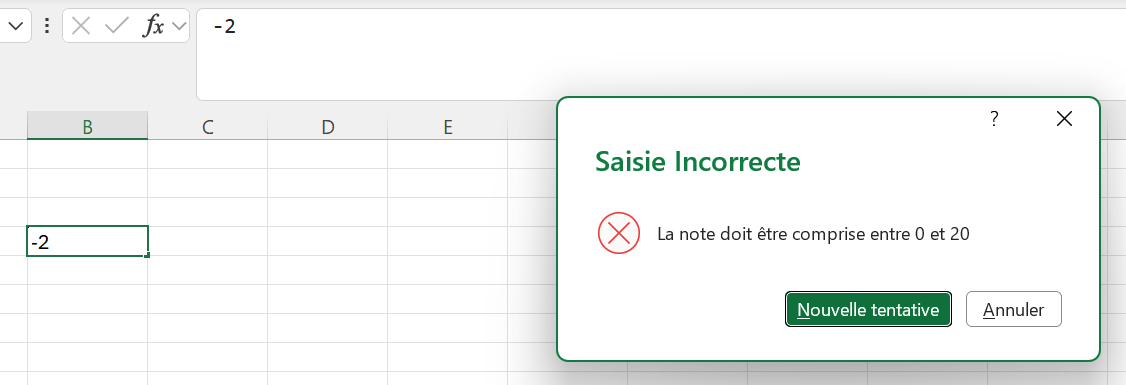 fx
-2
B C D E
?
Saisie Incorrecte
-2
La note doit être comprise entre 0 et 20
Nouvelle tentative
Annuler